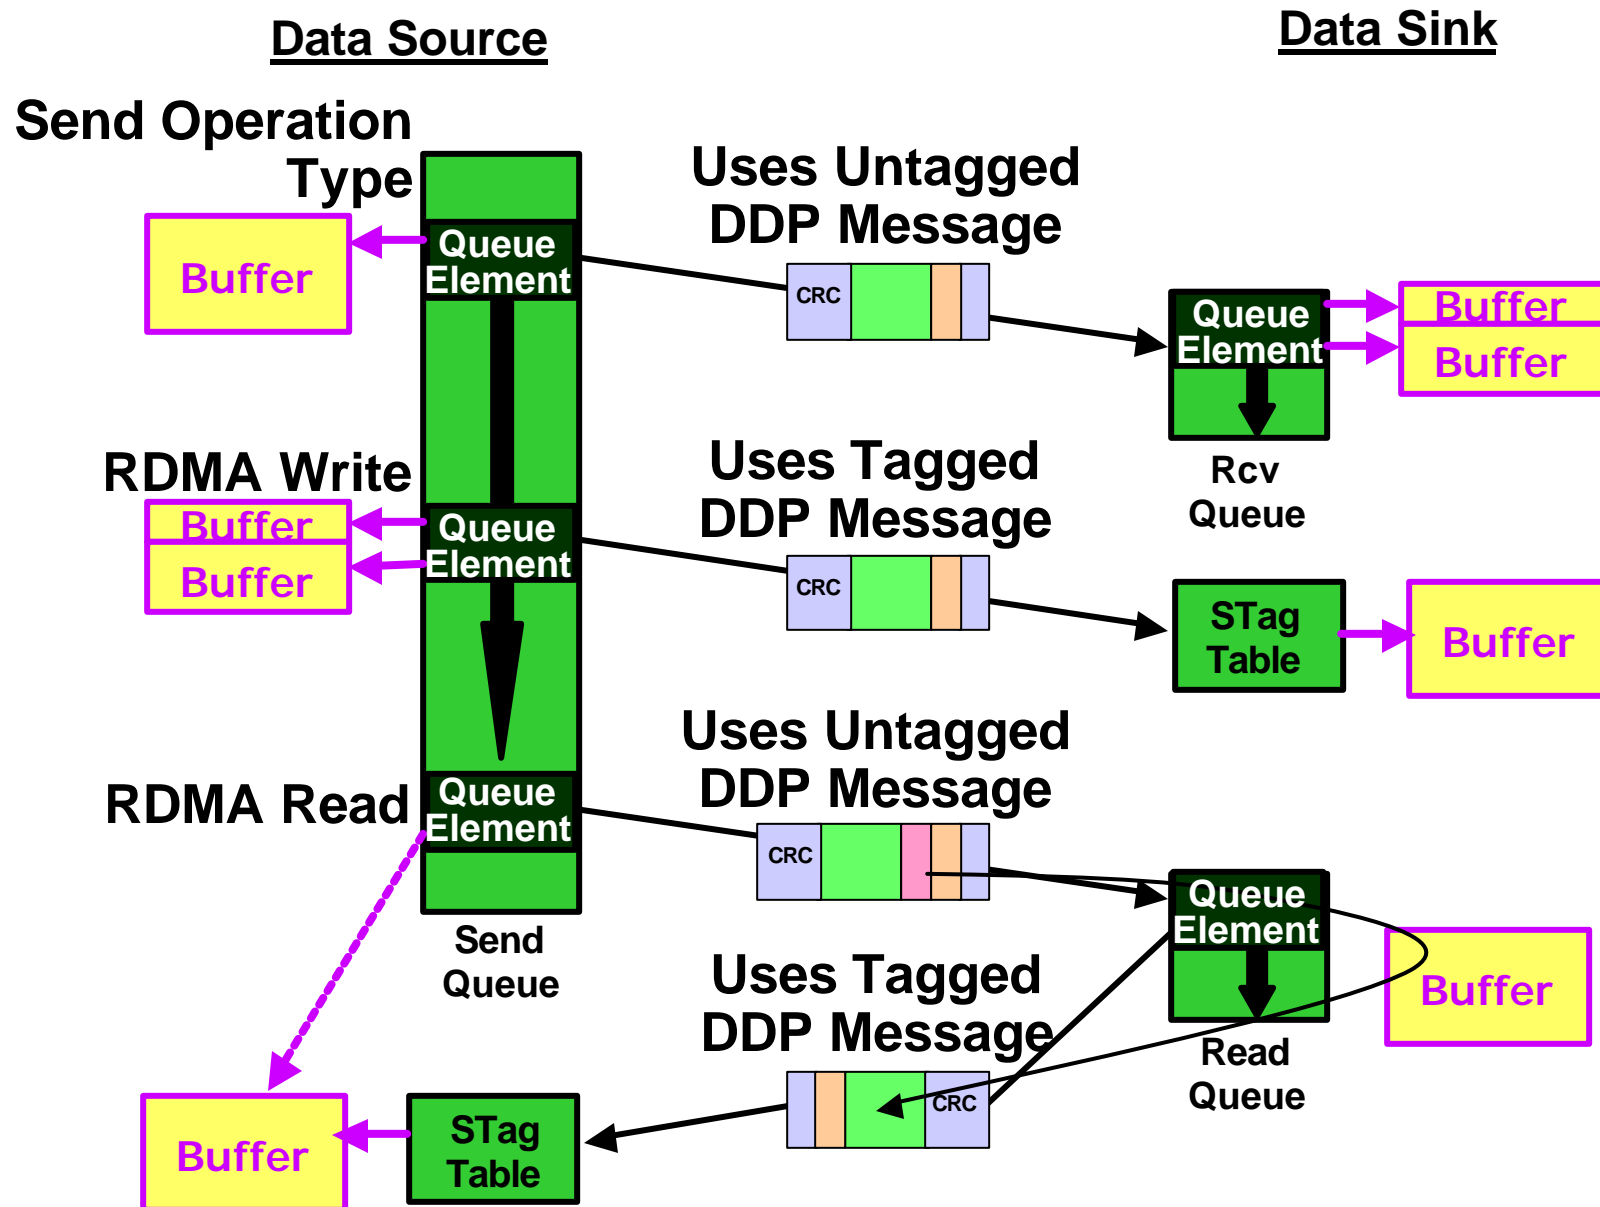 Data Source
Data Sink
Send Operation
Type
Uses Untagged
DDP Message
Buffer
Queue
Element
CRC
Queue
Element
Buffer
Buffer
Rcv
Queue
RDMA Write
Uses Tagged
DDP Message
Buffer
Buffer
Queue
Element
CRC
STag
Table
Buffer
RDMA Read
Uses Untagged
DDP Message
Queue
Element
CRC
Queue
Element
Buffer
Send
Queue
Read
Queue
Uses Tagged
DDP Message
CRC
Buffer
STag
Table